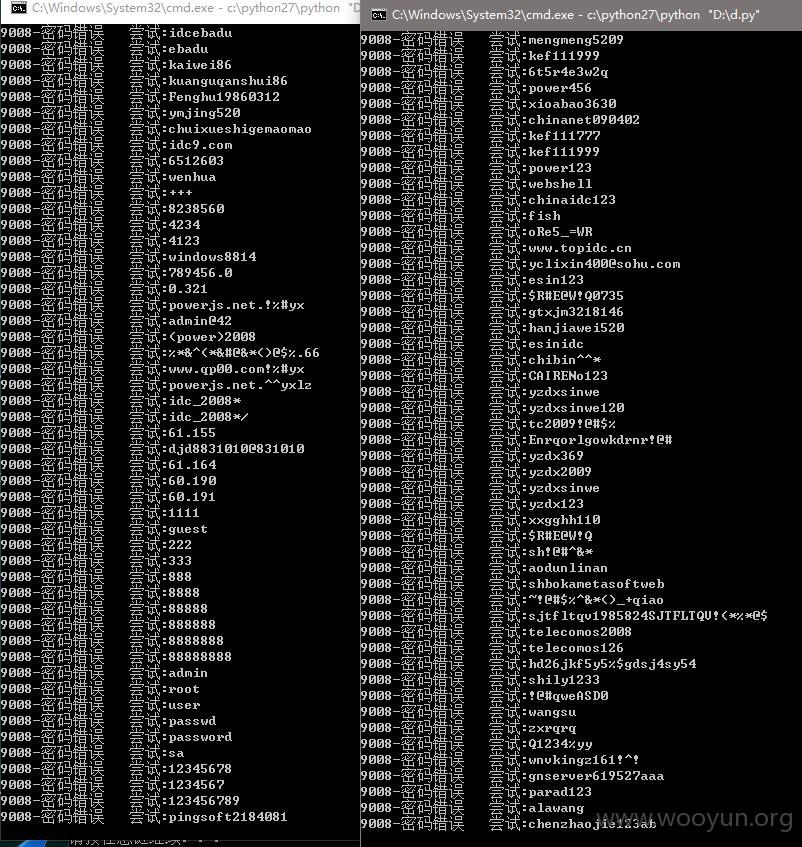 C:\Windows\System32\cmd.exe - c:\python27\python "D
9008-密码错误 尝试:idcebadu
9008-密码错误 尝试:ebadu
9008-密码错误 尝试:kaiwei86
9008-密码错误 尝试:kuanguqanshui86
9008-密码错误 尝试:Fenghu19860312
9008-密码错误 尝试:ymjing520
9008-密码错误 尝试:chuixueshigemaomao
9008-密码错误 尝试:idc9.com
9008-密码错误 尝试:6512603
9008-密码错误 尝试:wenhua
9008-密码错误 尝试:+++
9008-密码错误 尝试:8238560
9008-密码错误 尝试:4234
9008-密码错误 尝试:4123
9008-密码错误 尝试:windows8814
9008-密码错误 尝试:789456.0
9008-密码错误 尝试:0.321
9008-密码错误 尝试:powerjs.net.!%#yx
9008-密码错误 尝试:admin@42
9008-密码错误 尝试:(power)2008
9008-密码错误 尝试:%*&^(*&#@&*()@$%.66
9008-密码错误 尝试:www.qp00.com!%#yx
9008-密码错误 尝试:powerjs.net.^^yxlz
9008-密码错误 尝试:idc_2008*
9008-密码错误 尝试:idc_2008*/
9008-密码错误 尝试:61.155
9008-密码错误 尝试:djd8831010@831010
9008-密码错误 尝试:61.164
9008-密码错误 尝试:60.190
9008-密码错误 尝试:60.191
9008-密码错误 尝试:1111
9008-密码错误 尝试:guest
9008-密码错误 尝试:222
9008-密码错误 尝试:333
9008-密码错误 尝试:888
9008-密码错误 尝试:8888
9008-密码错误 尝试:88888
9008-密码错误 尝试:888888
9008-密码错误 尝试:8888888
9008-密码错误 尝试:88888888
9008-密码错误 尝试:admin
9008-密码错误 尝试:root
9008-密码错误 尝试:user
9008-密码错误 尝试:passwd
9008-密码错误 尝试:password
9008-密码错误 尝试:sa
9008-密码错误 尝试:12345678
9008-密码错误 尝试:1234567
9008-密码错误 尝试:123456789
9008-密码错误 尝试:pingsoft2184081
请按任意键继续. . .
C:\Windows\System32\cmd.exe - c:\python27\python "D:\d.py"
9008-密码错误 尝试:mengmeng5209
9008-密码错误 尝试:kef111999
9008-密码错误 尝试:6t5r4e3w2q
9008-密码错误 尝试:power456
9008-密码错误 尝试:xioabao3630
9008-密码错误 尝试:chinanet090402
9008-密码错误 尝试:kef111777
9008-密码错误 尝试:kef111999
9008-密码错误 尝试:power123
9008-密码错误 尝试:webshell
9008-密码错误 尝试:chinaidc123
9008-密码错误 尝试:fish
9008-密码错误 尝试:oRe5_=WR
9008-密码错误 尝试:www.topidc.cn
9008-密码错误 尝试:yclixin400@sohu.com
9008-密码错误 尝试:esin123
9008-密码错误 尝试:$R#E@W!Q0735
9008-密码错误 尝试:gtxjm3218146
9008-密码错误 尝试:hanjiawei520
9008-密码错误 尝试:esinidc
9008-密码错误 尝试:chibin^^*
9008-密码错误 尝试:CAIRENo123
9008-密码错误 尝试:yzdxsinwe
9008-密码错误 尝试:yzdxsinwe120
9008-密码错误 尝试:tc2009!@#$%
9008-密码错误 尝试:Enrqorlgowkdrnr!@#
9008-密码错误 尝试:yzdx369
9008-密码错误 尝试:yzdx2009
9008-密码错误 尝试:yzdxsinwe
9008-密码错误 尝试:yzdx123
9008-密码错误 尝试:xxgghh110
9008-密码错误 尝试:$R#E@W!Q
9008-密码错误 尝试:sh!@#^&*
9008-密码错误 尝试:aodunlinan
9008-密码错误 尝试:shbokametasoftweb
9008-密码错误 尝试:~!@#$%^&*()_+qiao
9008-密码错误 尝试:sjtfltqv1985824SJTFLTQV!(*%*@$
9008-密码错误 尝试:telecomos2008
9008-密码错误 尝试:telecomos126
9008-密码错误 尝试:hd26jkf5y5%$gdsj4sy54
9008-密码错误 尝试:shily1233
9008-密码错误 尝试:!@#qweASD0
9008-密码错误 尝试:wangsu
9008-密码错误 尝试:zxrqrq
9008-密码错误 尝试:Q1234%yy
9008-密码错误 尝试:wnvkingz161!^!
9008-密码错误 尝试:gnserver619527aaa
9008-密码错误 尝试:parad123
9008-密码错误 尝试:alawang
9008-密码错误 尝试:chenzhaojie123ab
www.wooyun.org